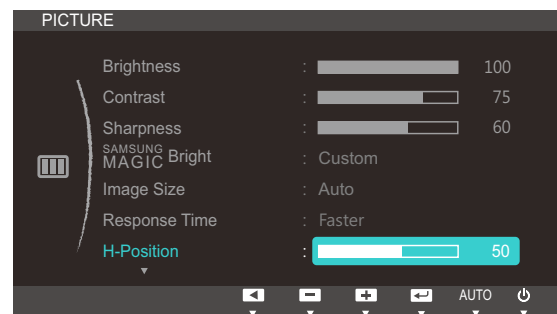 PICTURE
Brightness : 100
Contrast : 75
Sharpness : 60
SAMSUNG MAGIC Bright : Custom
Image Size : Auto
Response Time : Faster
H-Position : 50
AUTO